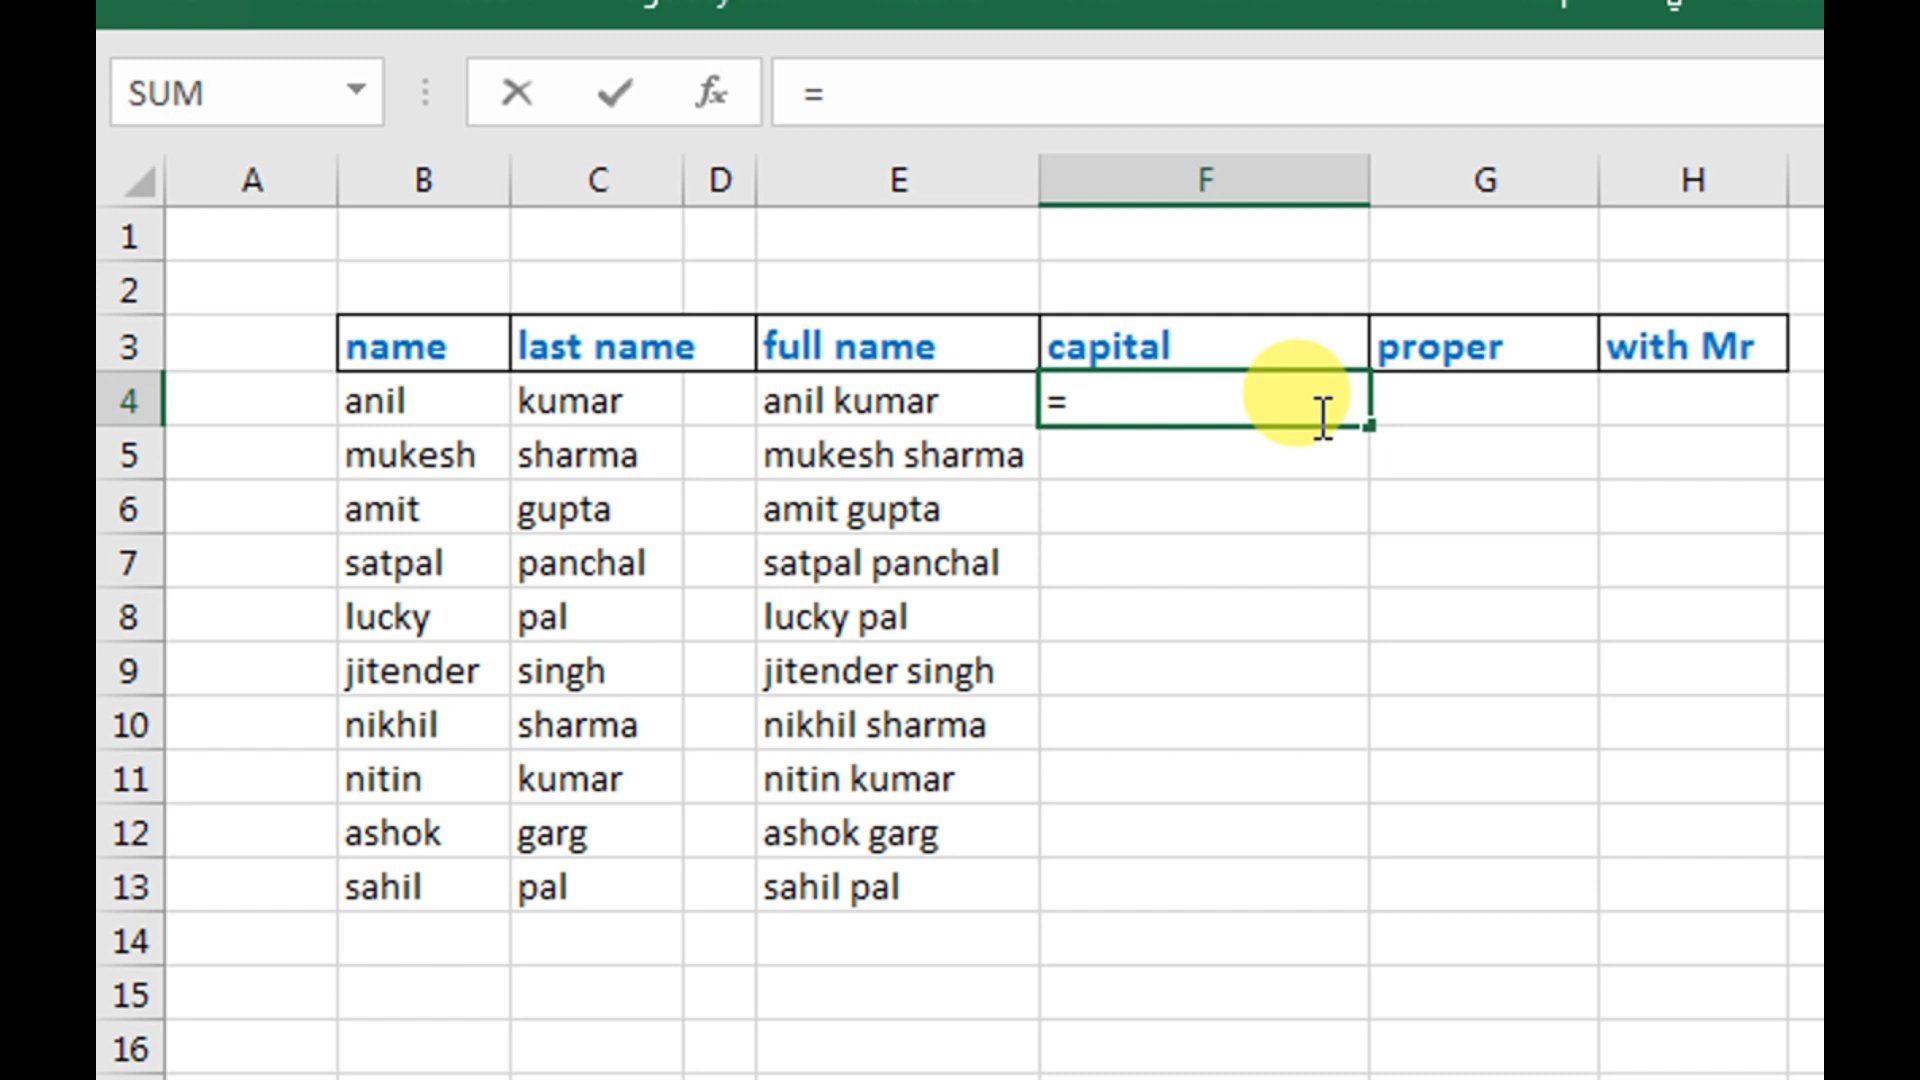 SUM fx =
A B C D E F G H
1
2
3 name last name full name capital proper with Mr
4 anil kumar anil kumar =
5 mukesh sharma mukesh sharma
6 amit gupta amit gupta
7 satpal panchal satpal panchal
8 lucky pal lucky pal
9 jitender singh jitender singh
10 nikhil sharma nikhil sharma
11 nitin kumar nitin kumar
12 ashok garg ashok garg
13 sahil pal sahil pal
14
15
16